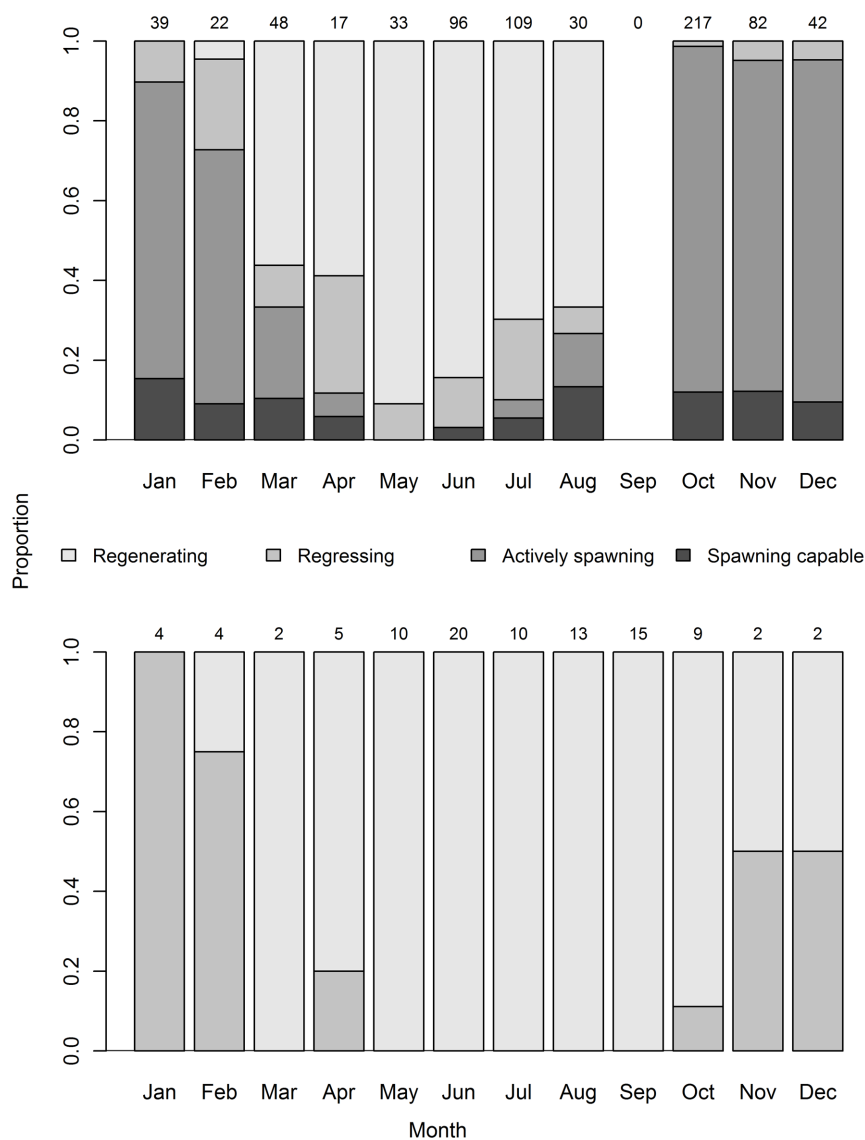 39 22 48 17 33 96 109 30 0 217 82 42
1.0
0.8
0.6
0.4
0.2
0.0
Jan Feb Mar Apr May Jun Jul Aug Sep Oct Nov Dec
Proportion
Regenerating Regressing Actively spawning Spawning capable
4 4 2 5 10 20 10 13 15 9 2 2
1.0
0.8
0.6
0.4
0.2
0.0
Jan Feb Mar Apr May Jun Jul Aug Sep Oct Nov Dec
Month